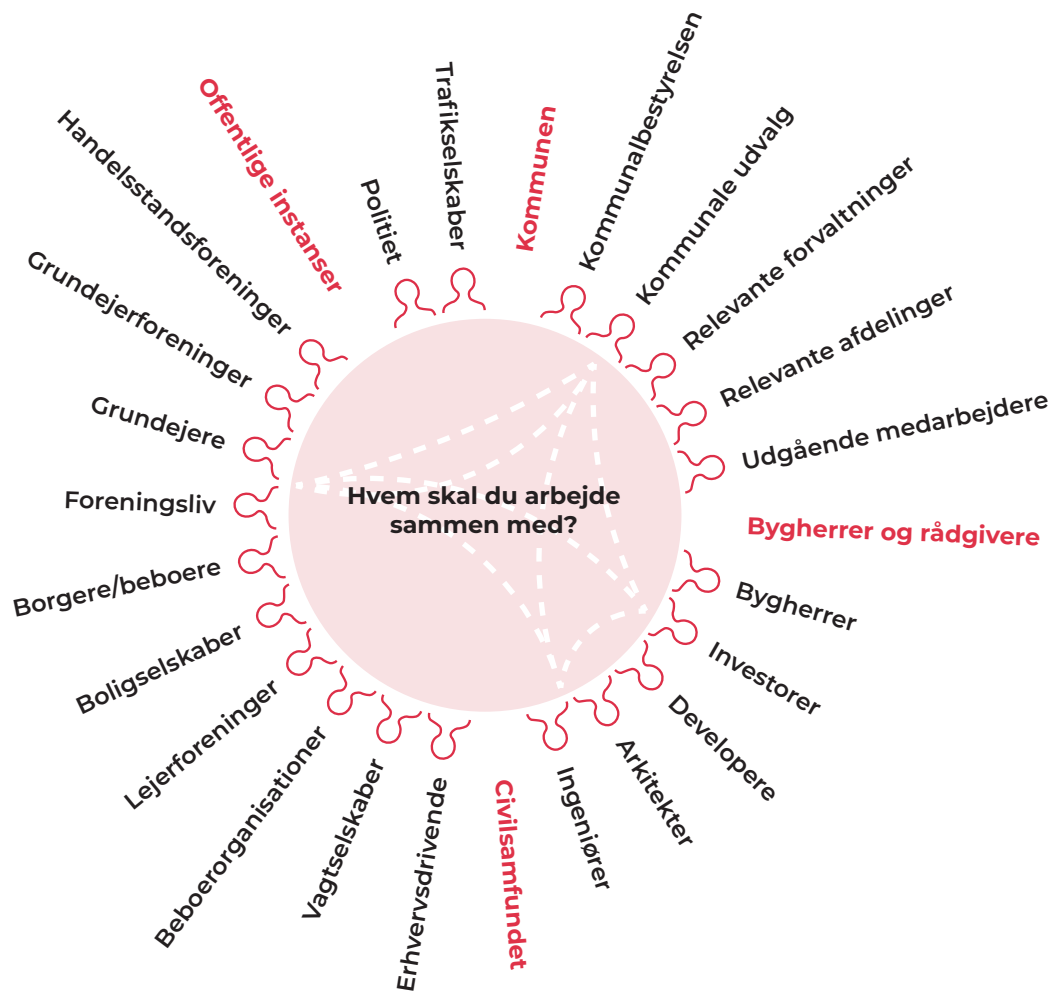 Hvem skal du arbejde
sammen med?
Kommunen
Kommunalbestyrelsen
Kommunale udvalg
Relevante forvaltninger
Relevante afdelinger
Udgående medarbejdere
Bygherrer og rådgivere
Bygherrer
Investorer
Developere
Arkitekter
Ingeniører
Civilsamfundet
Erhvervsdrivende
Vagtselskaber
Beboerorganisationer
Lejerforeninger
Boligselskaber
Borgere/beboere
Foreningsliv
Grundejere
Grundejerforeninger
Handelsstandsforeninger
Offentlige instanser
Politiet
Trafikselskaber